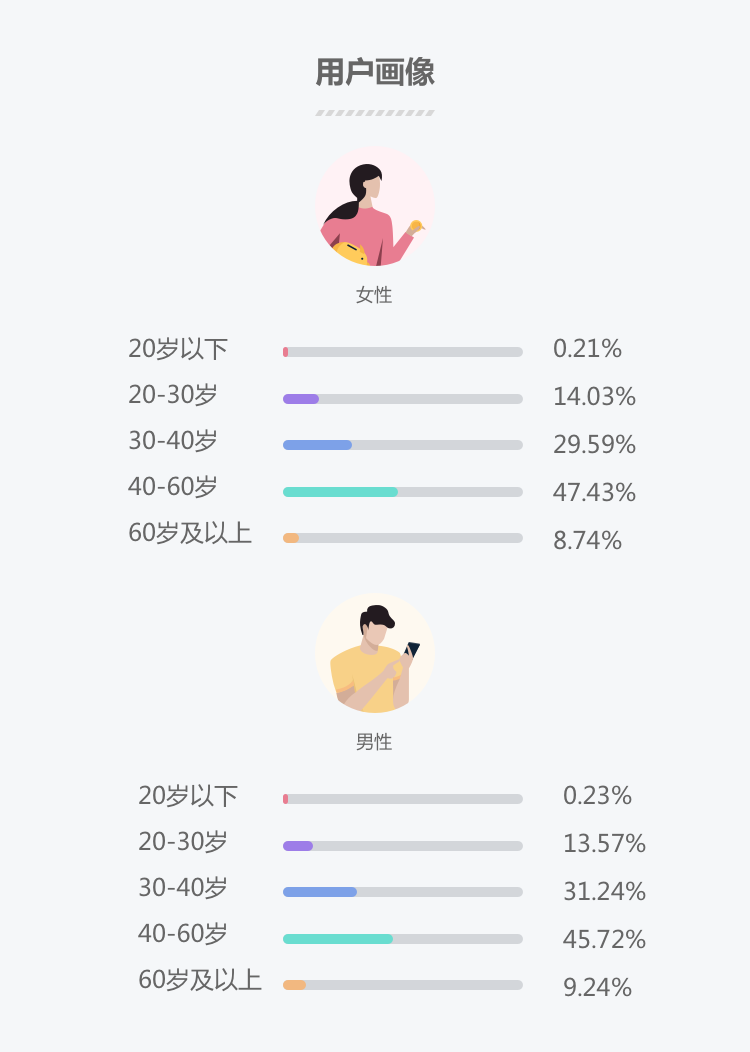 用户画像
女性
20岁以下 0.21%
20-30岁 14.03%
30-40岁 29.59%
40-60岁 47.43%
60岁及以上 8.74%
男性
20岁以下 0.23%
20-30岁 13.57%
30-40岁 31.24%
40-60岁 45.72%
60岁及以上 9.24%